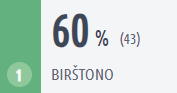 60 % (43)
1 BIRŠTONO